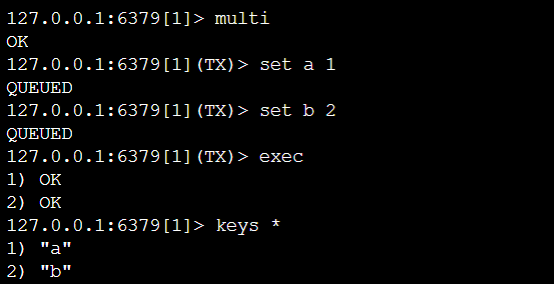 127.0.0.1:6379[1]> multi
OK
127.0.0.1:6379[1](TX)> set a 1
QUEUED
127.0.0.1:6379[1](TX)> set b 2
QUEUED
127.0.0.1:6379[1](TX)> exec
1) OK
2) OK
127.0.0.1:6379[1]> keys *
1) "a"
2) "b"